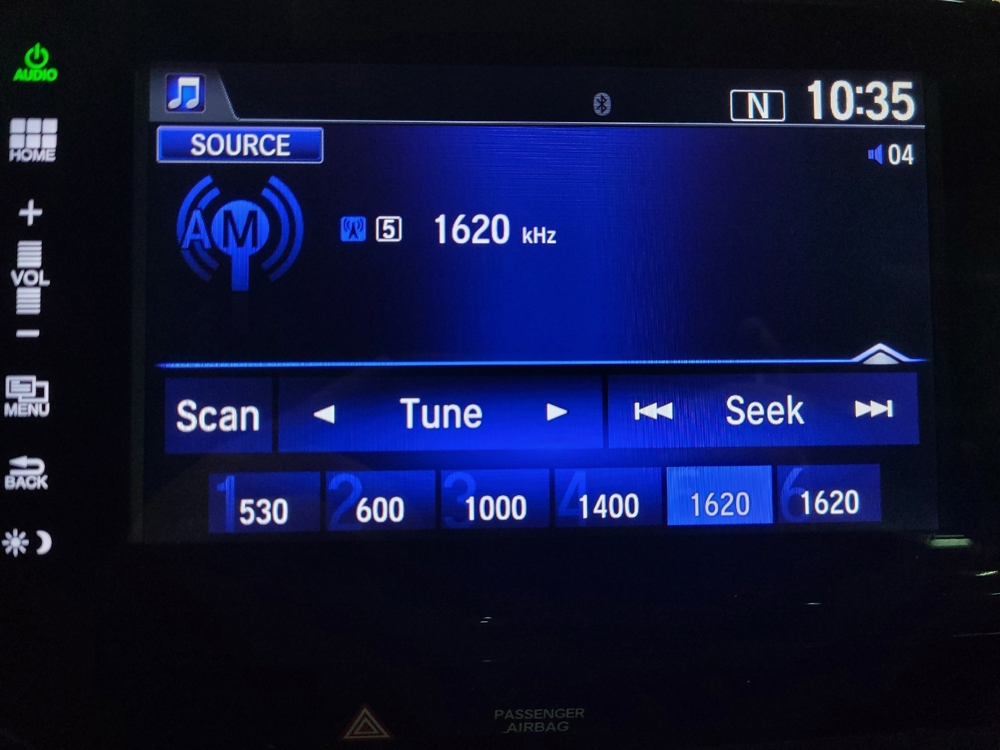 AUDIO
HOME
+
VOL
−
MENU
BACK
N 10:35
SOURCE
04
AM
5 1620 kHz
Scan
Tune
Seek
1 530
2 600
3 1000
4 1400
1620
6 1620
PASSENGER
AIRBAG